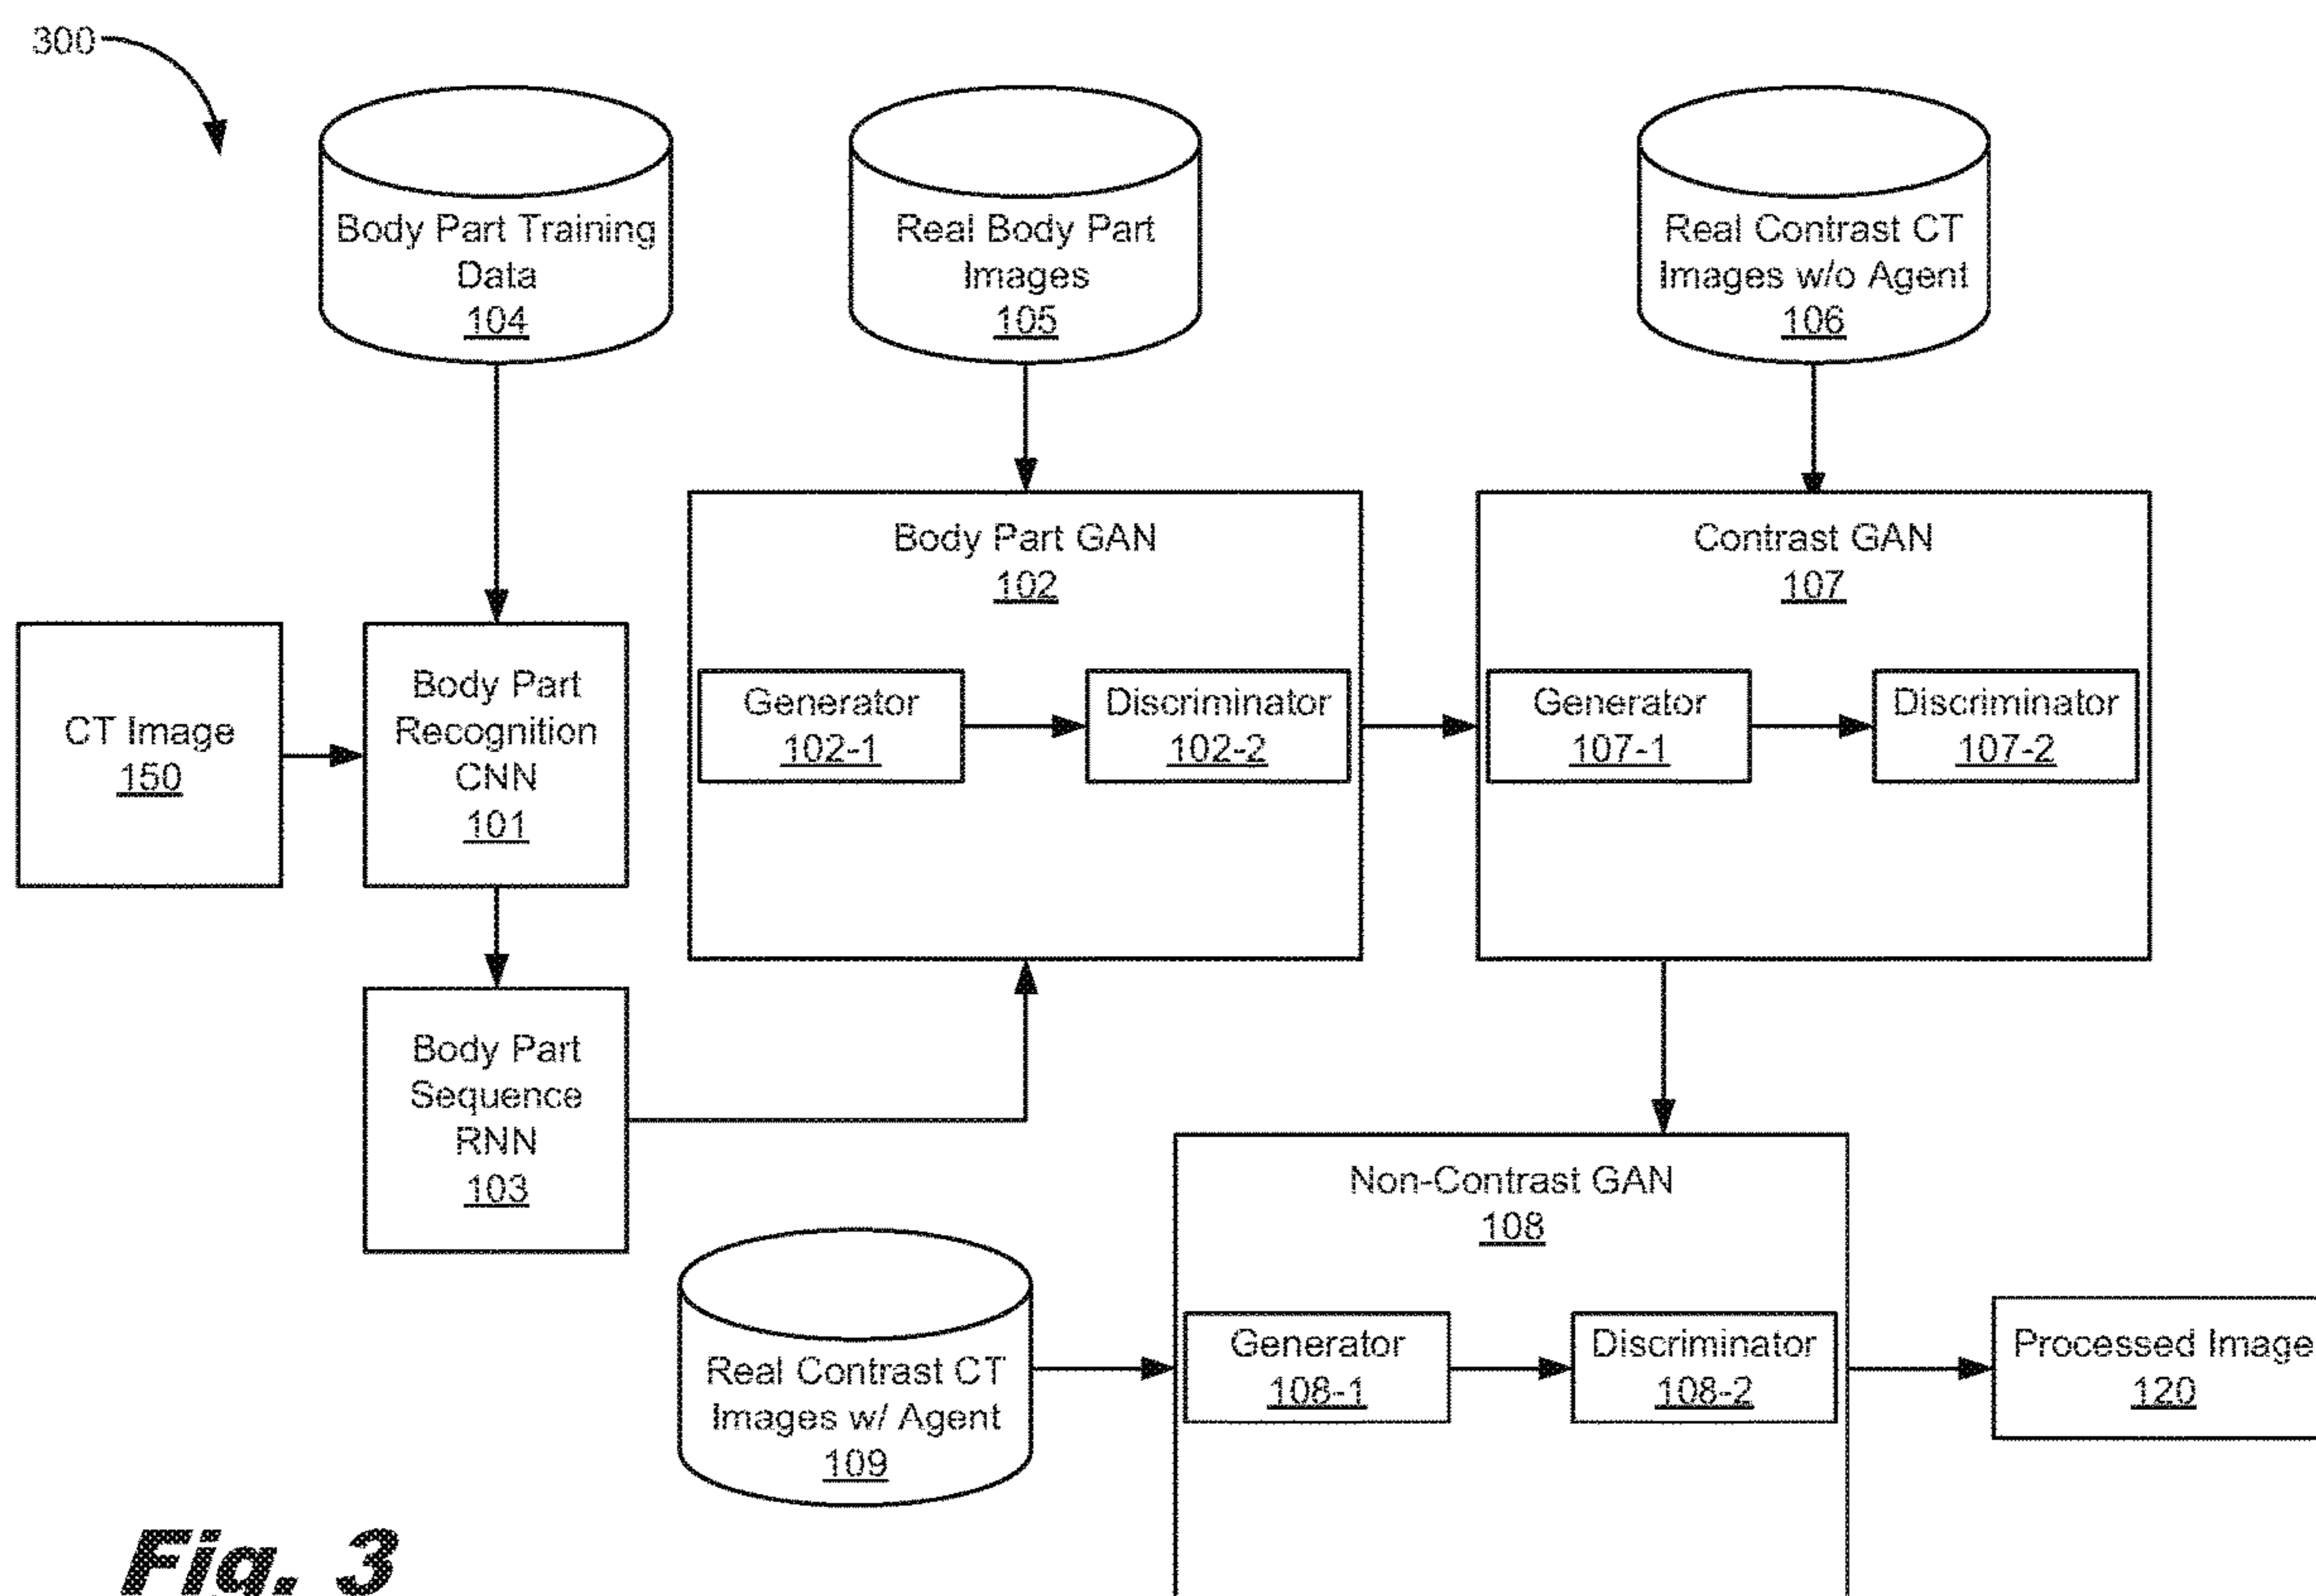 300
Body Part Training
Data
104
Real Body Part
Images
105
Real Contrast CT
Images w/o Agent
106
CT Image
150
Body Part
Recognition
CNN
101
Body Part GAN
102
Generator
102-1
Discriminator
102-2
Contrast GAN
107
Generator
107-1
Discriminator
107-2
Body Part
Sequence
RNN
103
Real Contrast CT
Images w/ Agent
109
Non-Contrast GAN
108
Generator
108-1
Discriminator
108-2
Processed Image
120
Fig. 3